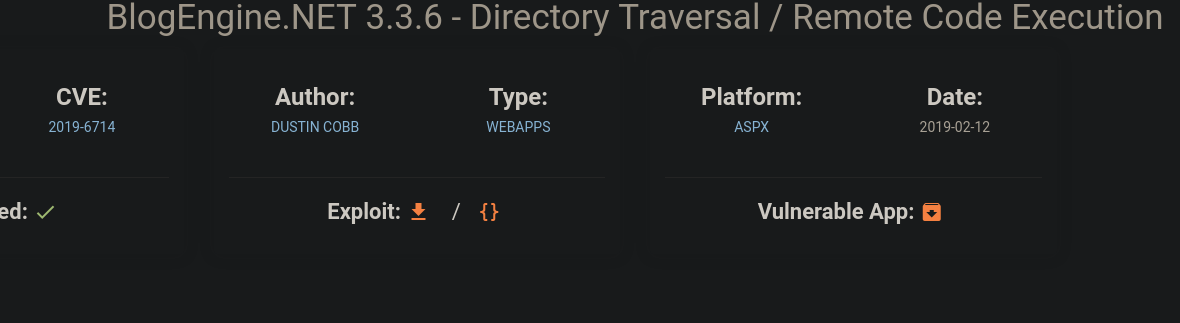 BlogEngine.NET 3.3.6 - Directory Traversal / Remote Code Execution
CVE: Author: Type: Platform: Date:
2019-6714 DUSTIN COBB WEBAPPS ASPX 2019-02-12
ed: Exploit: / {} Vulnerable App: